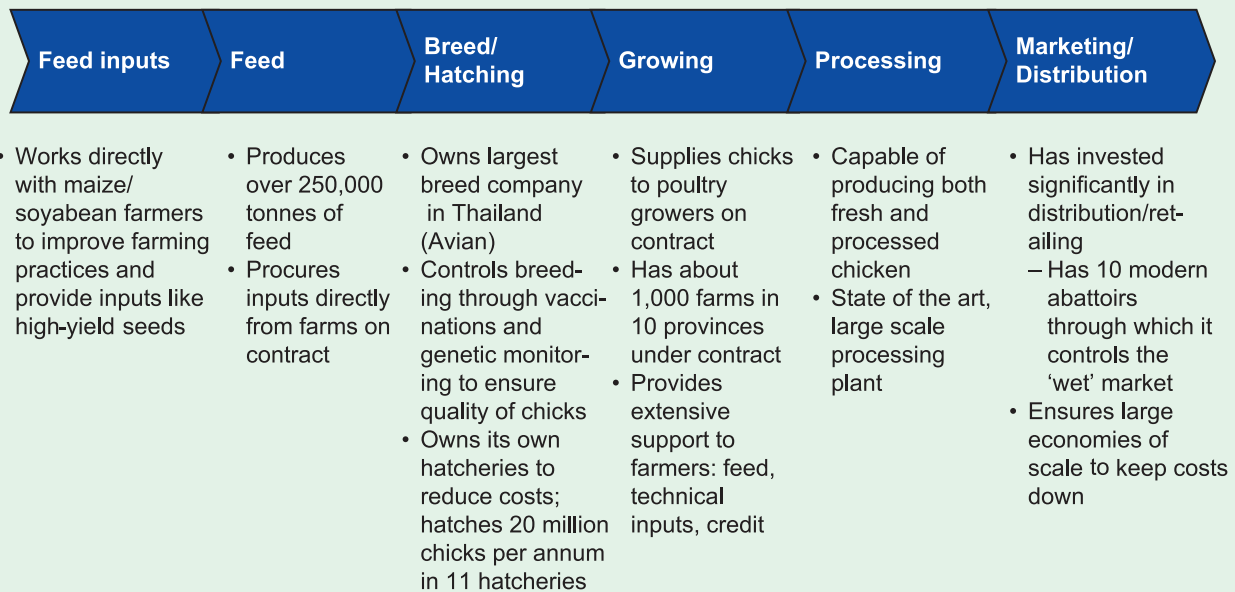 Feed inputs
Feed
Breed/
Hatching
Growing
Processing
Marketing/
Distribution
• Works directly
with maize/
soyabean farmers
to improve farming
practices and
provide inputs like
high-yield seeds
• Produces
over 250,000
tonnes of
feed
• Procures
inputs directly
from farms on
contract
• Owns largest
breed company
in Thailand
(Avian)
• Controls breed-
ing through vacci-
nations and
genetic monitor-
ing to ensure
quality of chicks
• Owns its own
hatcheries to
reduce costs;
hatches 20 million
chicks per annum
in 11 hatcheries
• Supplies chicks
to poultry
growers on
contract
• Has about
1,000 farms in
10 provinces
under contract
• Provides
extensive
support to
farmers: feed,
technical
inputs, credit
• Capable of
producing both
fresh and
processed
chicken
• State of the art,
large scale
processing
plant
• Has invested
significantly in
distribution/ret-
ailing
– Has 10 modern
abattoirs
through which it
controls the
‘wet’ market
• Ensures large
economies of
scale to keep costs
down